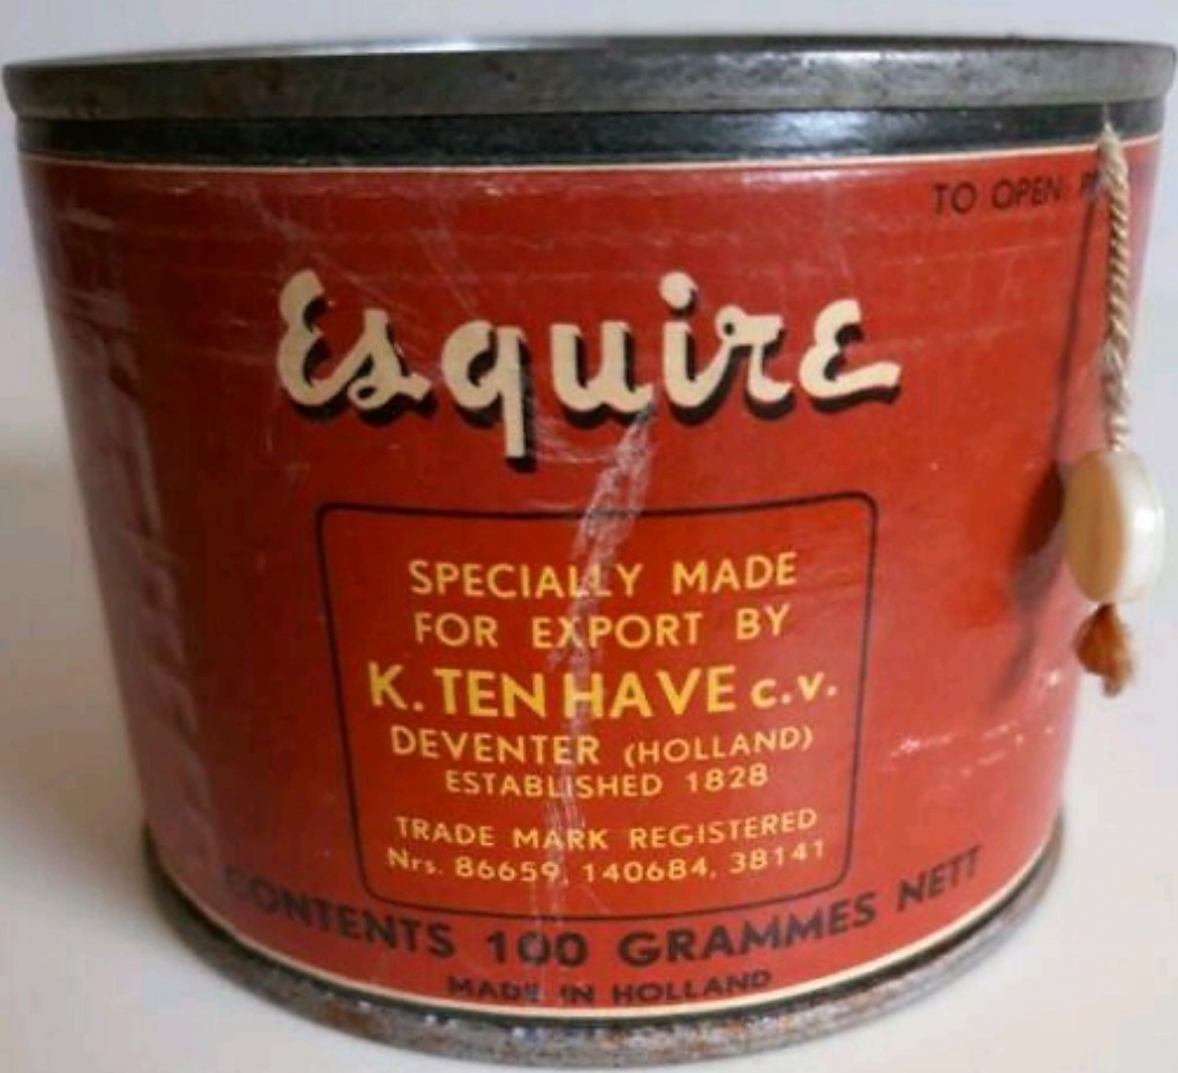 TO OPEN:
Esquire
SPECIALLY MADE
FOR EXPORT BY
K. TEN HAVE c.v.
DEVENTER (HOLLAND)
ESTABLISHED 1828
TRADE MARK REGISTERED
Nrs. 86659, 140684, 38141
CONTENTS 100 GRAMMES NETT
MADE IN HOLLAND